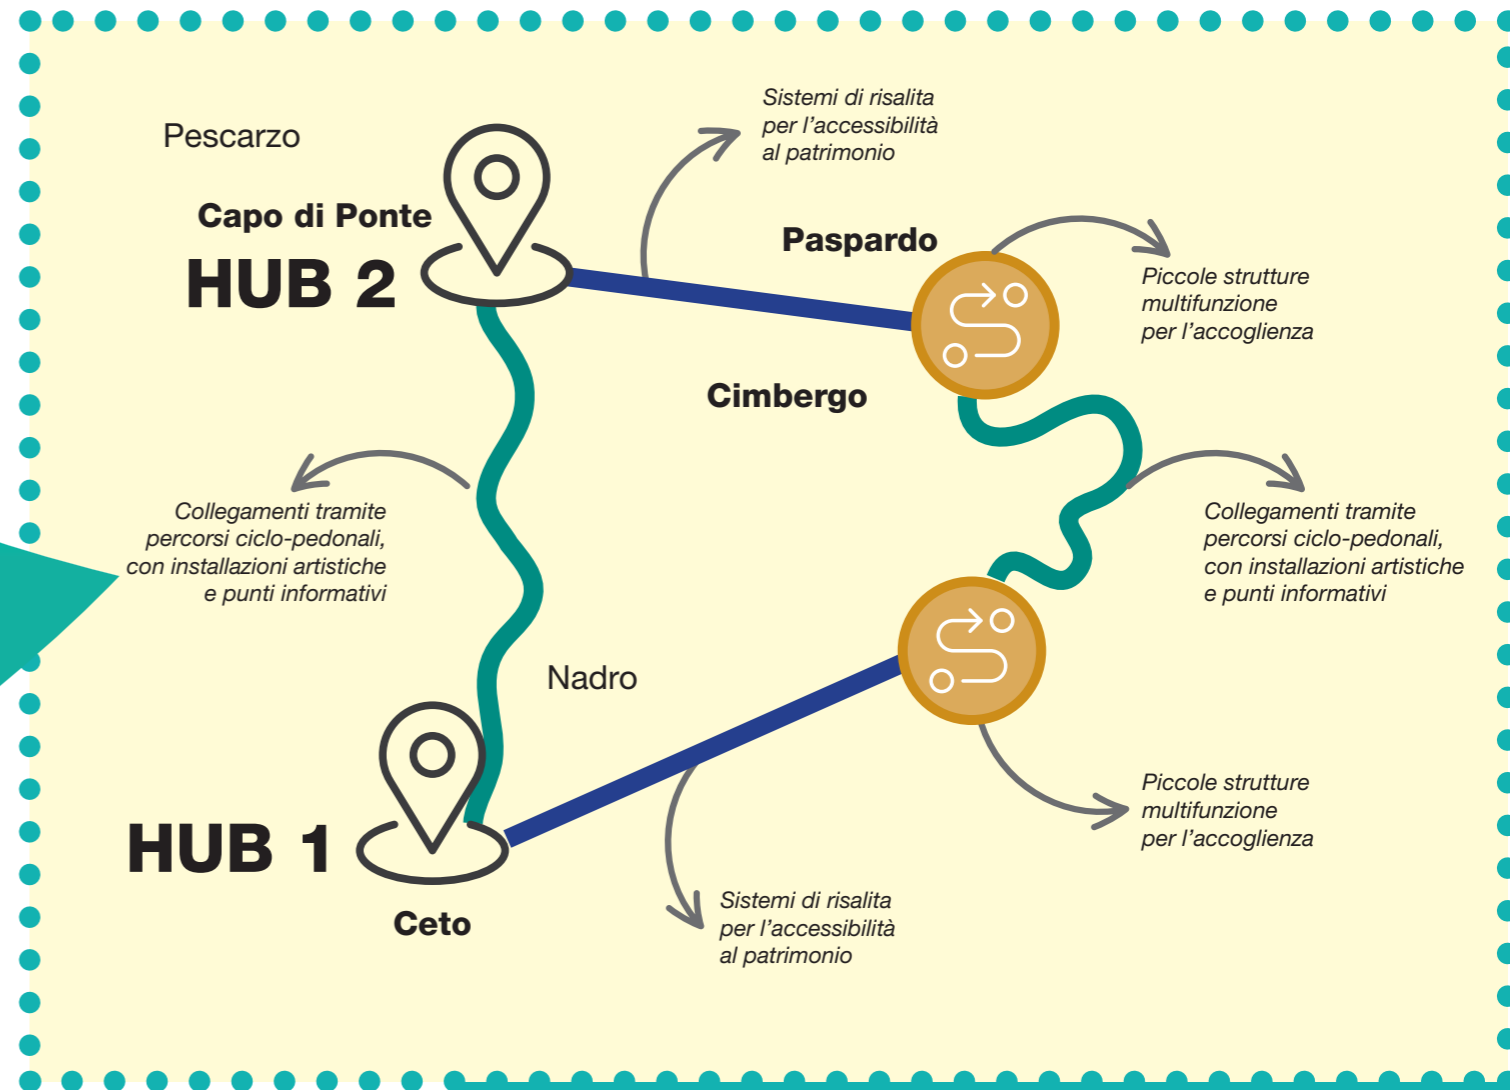 Pescarzo
Capo di Ponte
HUB 2
Sistemi di risalita
per l'accessibilità
al patrimonio
Paspardo
Piccole strutture
multifunzione
per l'accoglienza
Cimbergo
Collegamenti tramite
percorsi ciclo-pedonali,
con installazioni artistiche
e punti informativi
Collegamenti tramite
percorsi ciclo-pedonali,
con installazioni artistiche
e punti informativi
Nadro
HUB 1
Ceto
Piccole strutture
multifunzione
per l'accoglienza
Sistemi di risalita
per l'accessibilità
al patrimonio